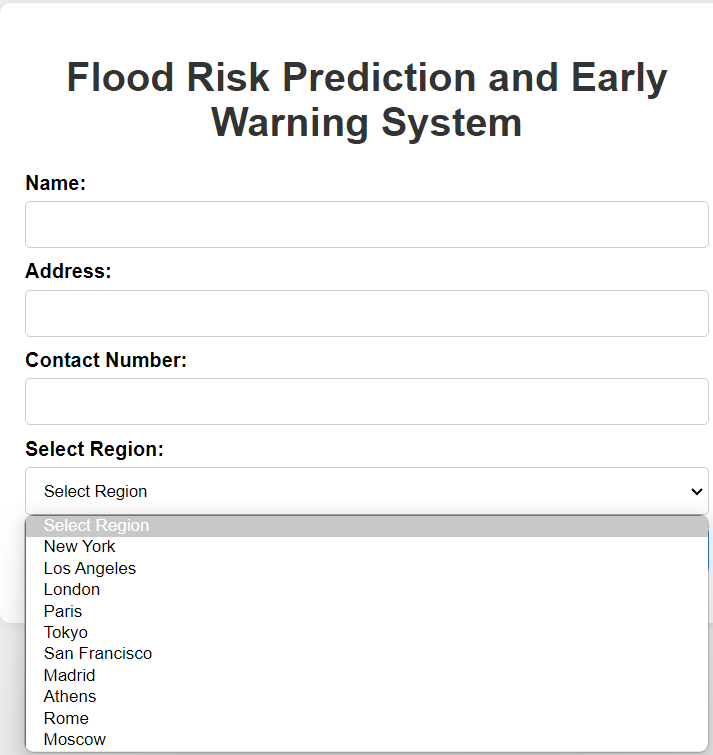 Flood Risk Prediction and Early
Warning System
Name:
Address:
Contact Number:
Select Region:
Select Region
Select Region
New York
Los Angeles
London
Paris
Tokyo
San Francisco
Madrid
Athens
Rome
Moscow